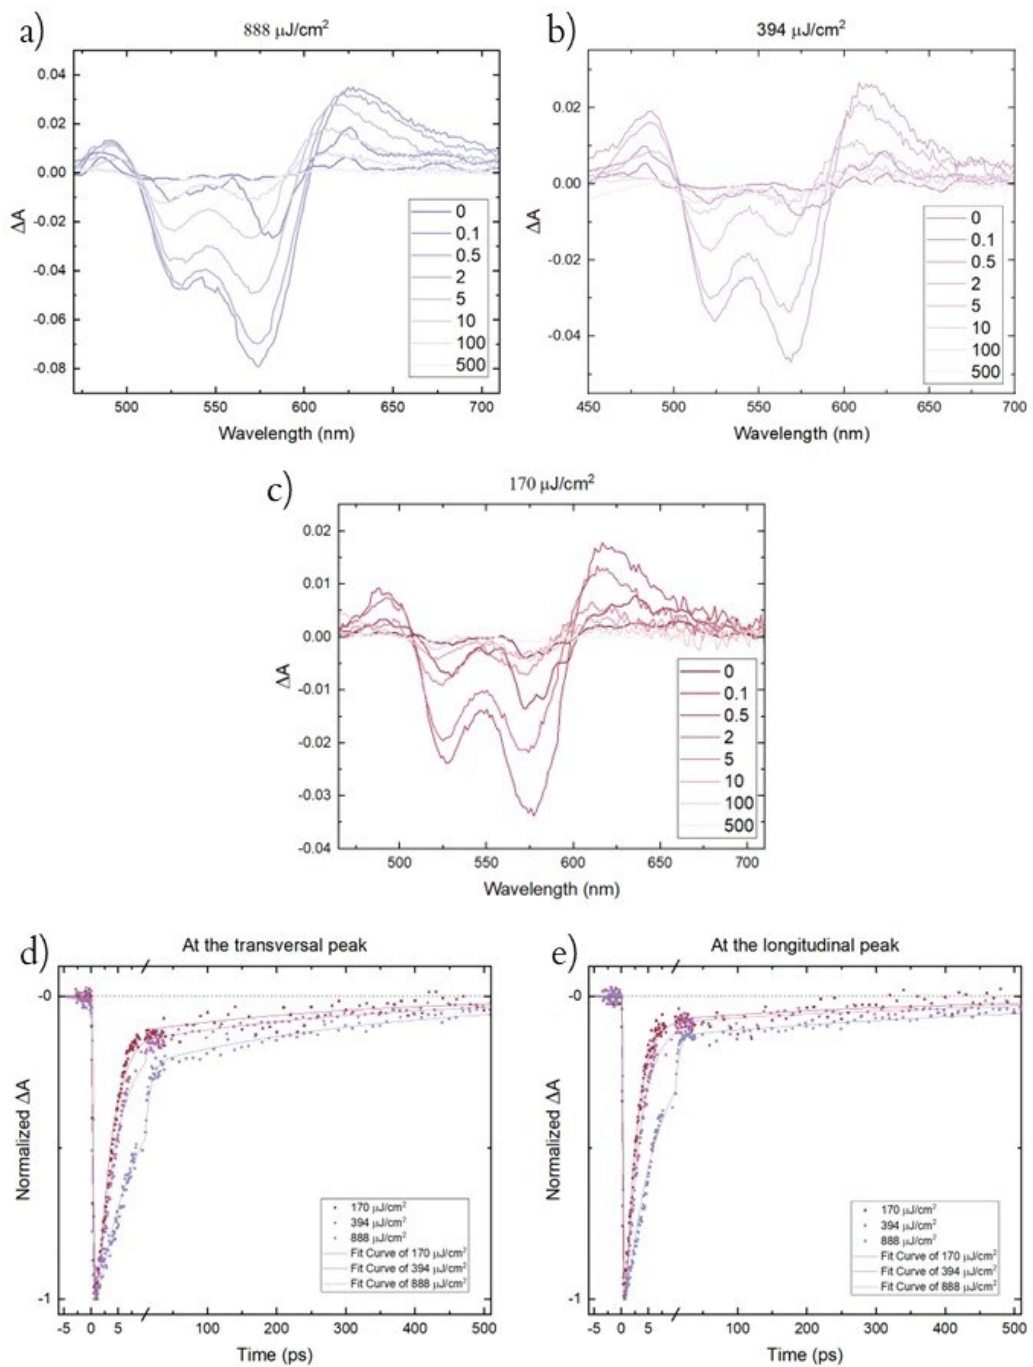 a)
888 μJ/cm²
0.04
0.02
0.00
-0.02
-0.04
-0.06
-0.08
ΔA
500
550
600
650
700
Wavelength (nm)
0
0.1
0.5
2
5
10
100
500
b)
394 μJ/cm²
0.02
0.00
-0.02
-0.04
ΔA
450
500
550
600
650
700
Wavelength (nm)
0
0.1
0.5
2
5
10
100
500
c)
170 μJ/cm²
0.02
0.01
0.00
-0.01
-0.02
-0.03
-0.04
ΔA
500
550
600
650
700
Wavelength (nm)
0
0.1
0.5
2
5
10
100
500
d)
At the transversal peak
-0
-1
Normalized ΔA
-5
0
5
100
200
300
400
500
Time (ps)
170 μJ/cm²
394 μJ/cm²
888 μJ/cm²
Fit Curve of 170 μJ/cm²
Fit Curve of 394 μJ/cm²
Fit Curve of 888 μJ/cm²
e)
At the longitudinal peak
-0
-1
Normalized ΔA
-5
0
5
100
200
300
400
500
Time (ps)
170 μJ/cm²
394 μJ/cm²
888 μJ/cm²
Fit Curve of 170 μJ/cm²
Fit Curve of 394 μJ/cm²
Fit Curve of 888 μJ/cm²